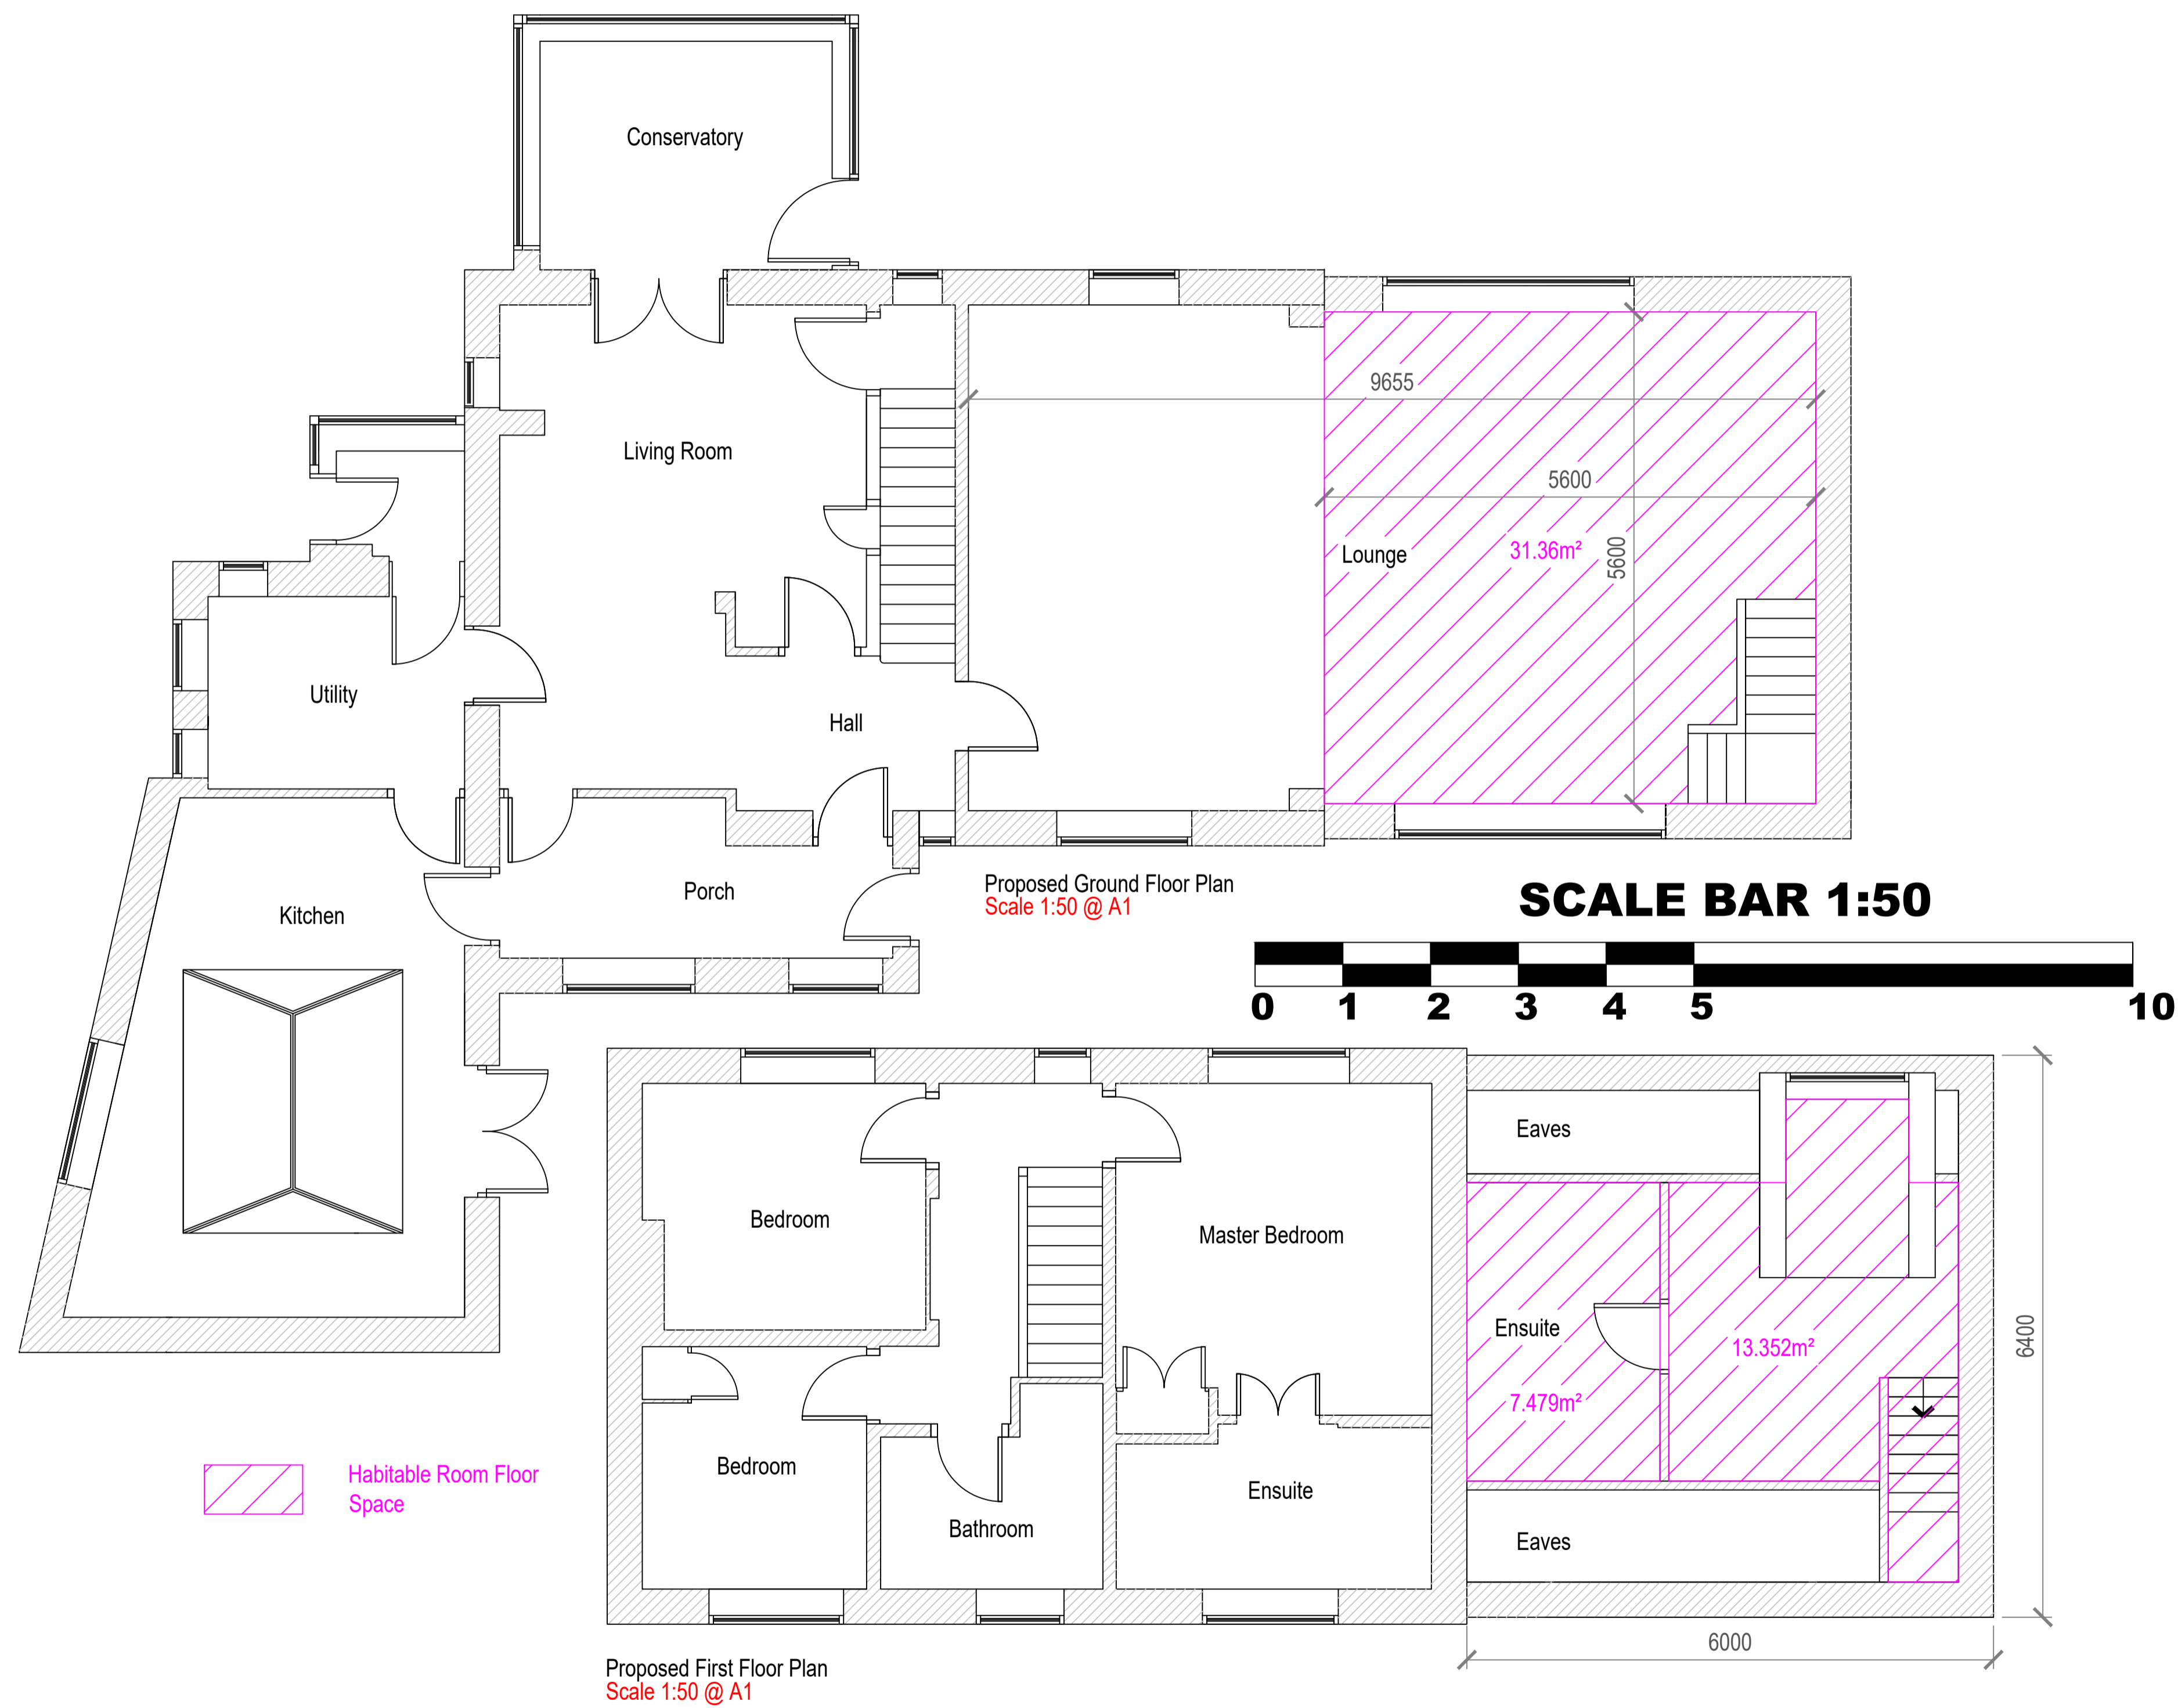 Conservatory
9655
Living Room
5600
Lounge
31.36m²
5600
Utility
Hall
Proposed Ground Floor Plan
Scale 1:50 @ A1
Porch
Kitchen
SCALE BAR 1:50
0 1 2 3 4 5 10
Eaves
Bedroom
Master Bedroom
Ensuite
13.352m²
6400
7.479m²
Habitable Room Floor
Space
Bedroom
Ensuite
Bathroom
Eaves
6000
Proposed First Floor Plan
Scale 1:50 @ A1